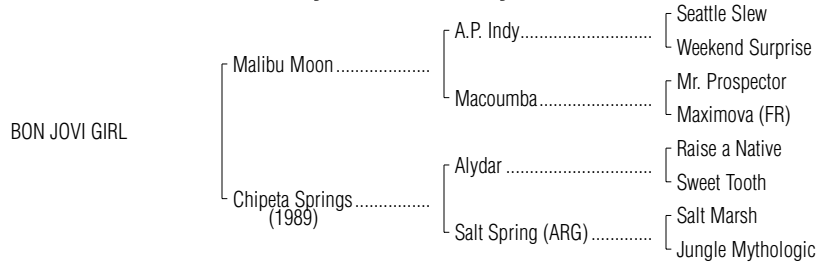 Seattle Slew
A.P. Indy..............................
Weekend Surprise
Malibu Moon.....................
Mr. Prospector
Macoumba.........................
Maximova (FR)
BON JOVI GIRL
Raise a Native
Alydar .................................
Sweet Tooth
Chipeta Springs................
(1989)
Salt Marsh
Salt Spring (ARG).............
Jungle Mythologic